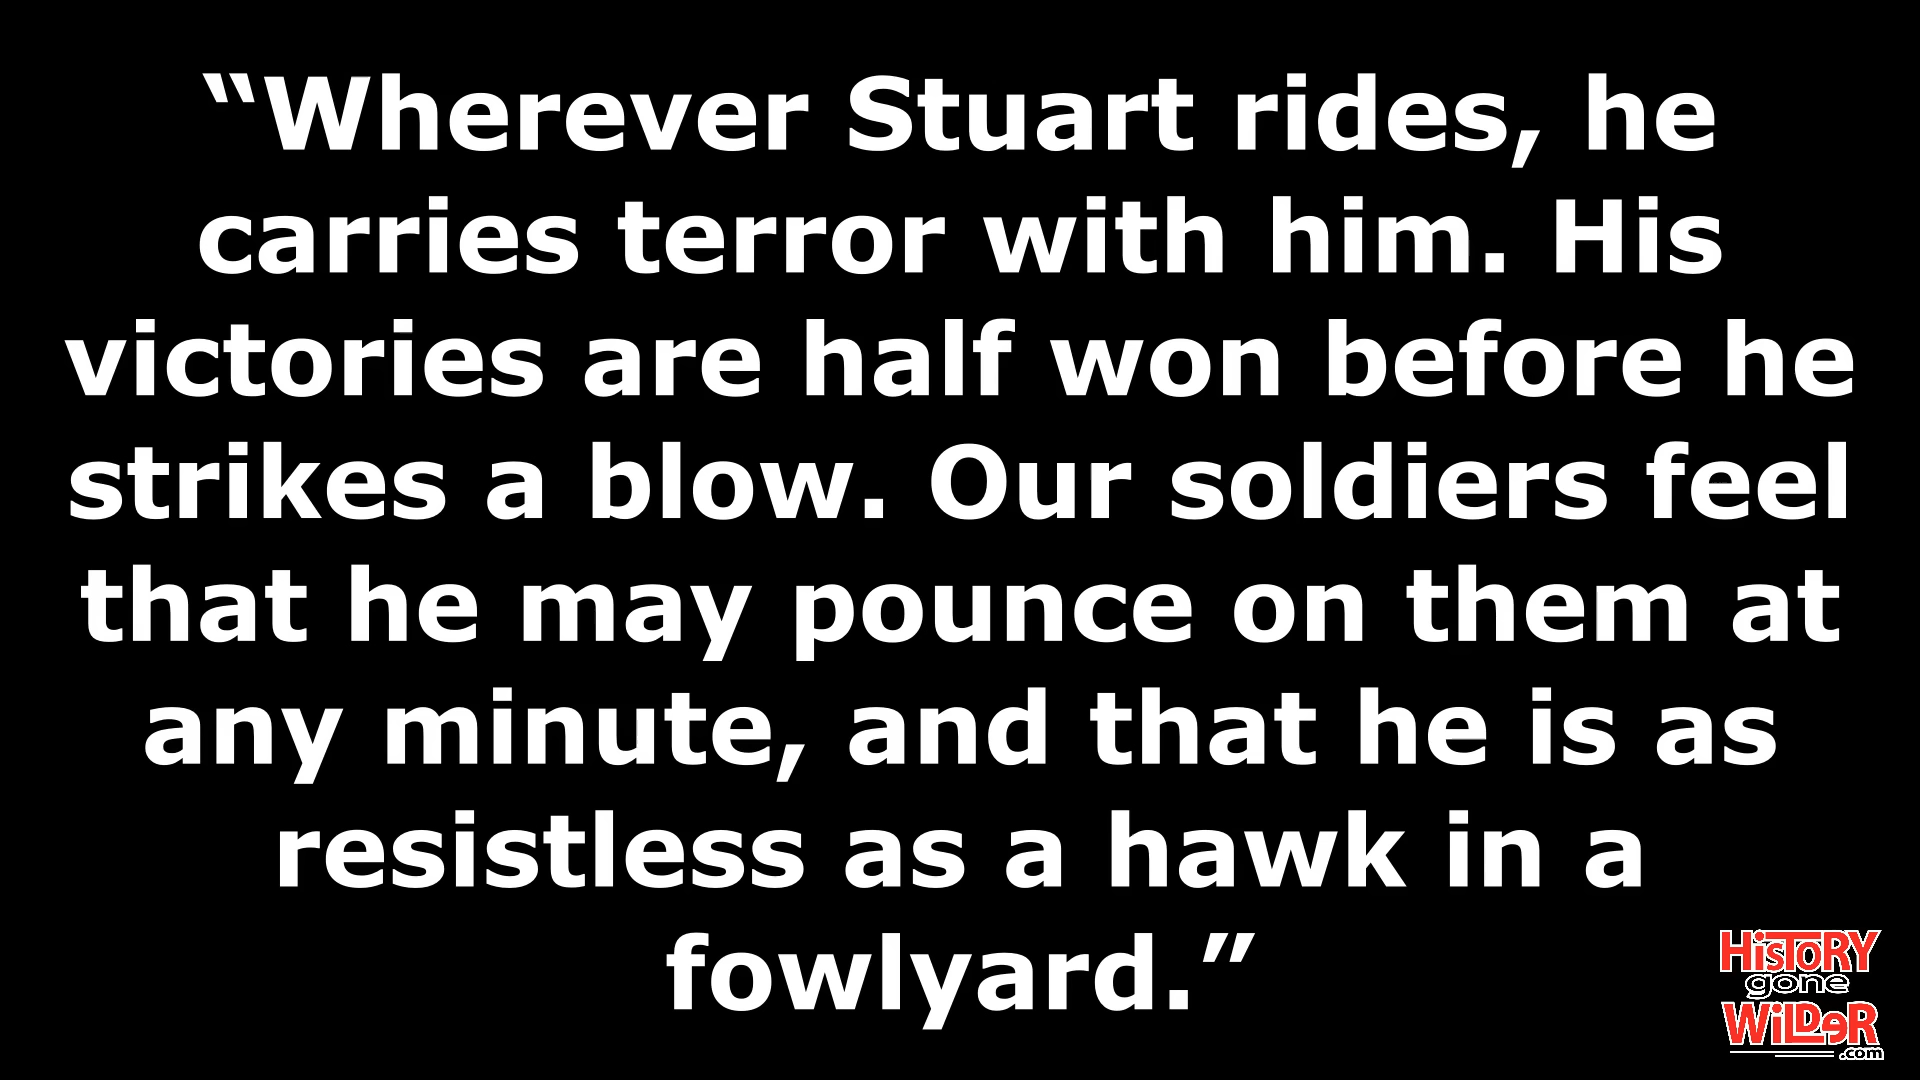 “Wherever Stuart rides, he
carries terror with him. His
victories are half won before he
strikes a blow. Our soldiers feel
that he may pounce on them at
any minute, and that he is as
resistless as a hawk in a
fowlyard.”
HiSTORY
gone
WiLDeR
.com